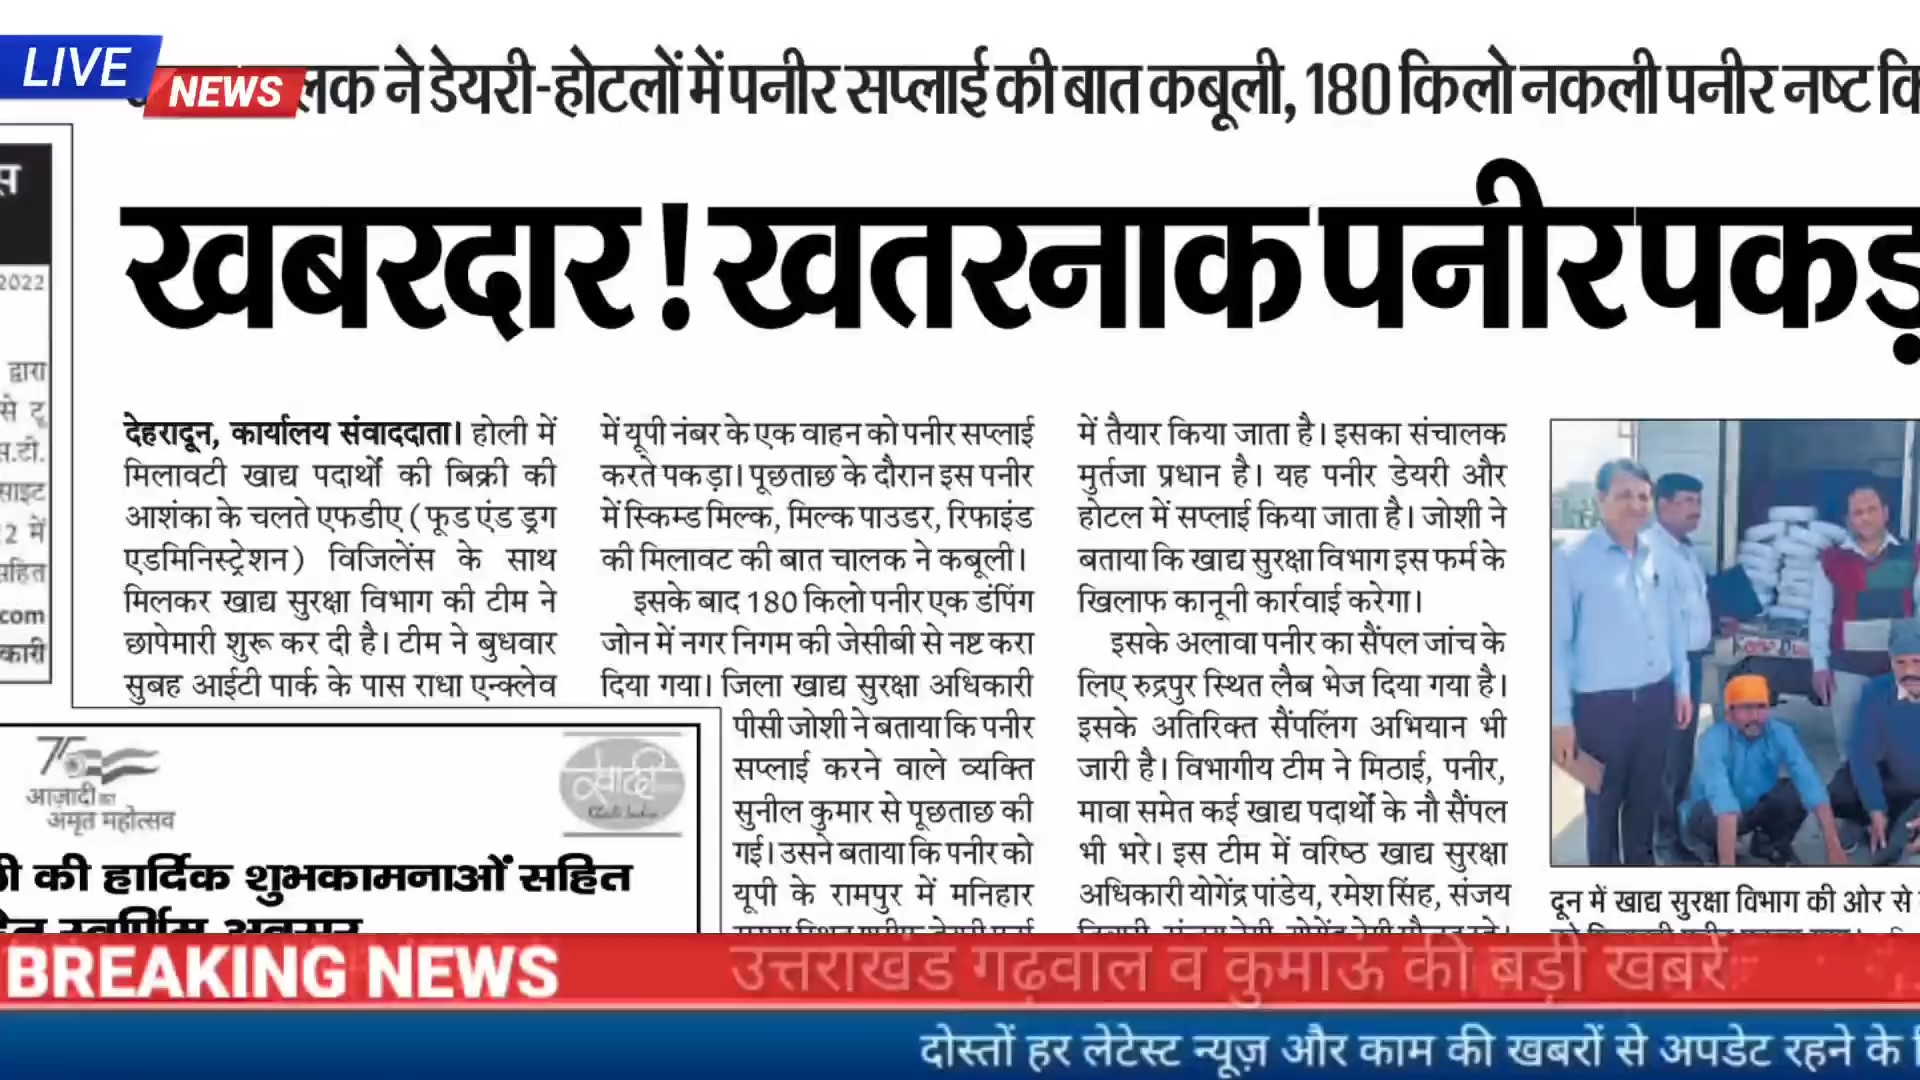 LIVE
NEWS
लक ने डेयरी-होटलों में पनीर सप्लाई की बात कबूली, 180 किलो नकली पनीर नष्ट
खबरदार ! खतरनाक पनीर पकड़
स
2022
द्वारा
से टू
स.टी.
साइट
2 में
सहित
com
कारी
देहरादून, कार्यालय संवाददाता। होली में
मिलावटी खाद्य पदार्थों की बिक्री की
आशंका के चलते एफडीए (फूड एंड ड्रग
एडमिनिस्ट्रेशन) विजिलेंस के साथ
मिलकर खाद्य सुरक्षा विभाग की टीम ने
छापेमारी शुरू कर दी है। टीम ने बुधवार
सुबह आईटी पार्क के पास राधा एन्क्लेव
में यूपी नंबर के एक वाहन को पनीर सप्लाई
करते पकड़ा। पूछताछ के दौरान इस पनीर
में स्किम्ड मिल्क, मिल्क पाउडर, रिफाइंड
की मिलावट की बात चालक ने कबूली।
इसके बाद 180 किलो पनीर एक डंपिंग
जोन में नगर निगम की जेसीबी से नष्ट करा
दिया गया। जिला खाद्य सुरक्षा अधिकारी
पीसी जोशी ने बताया कि पनीर
सप्लाई करने वाले व्यक्ति
सुनील कुमार से पूछताछ की
गई। उसने बताया कि पनीर को
यूपी के रामपुर में मनिहार
में तैयार किया जाता है। इसका संचालक
मुर्तजा प्रधान है। यह पनीर डेयरी और
होटल में सप्लाई किया जाता है। जोशी ने
बताया कि खाद्य सुरक्षा विभाग इस फर्म के
खिलाफ कानूनी कार्रवाई करेगा।
इसके अलावा पनीर का सैंपल जांच के
लिए रुद्रपुर स्थित लैब भेज दिया गया है।
इसके अतिरिक्त सैंपलिंग अभियान भी
जारी है। विभागीय टीम ने मिठाई, पनीर,
मावा समेत कई खाद्य पदार्थों के नौ सैंपल
भी भरे। इस टीम में वरिष्ठ खाद्य सुरक्षा
अधिकारी योगेंद्र पांडेय, रमेश सिंह, संजय
दून में खाद्य सुरक्षा विभाग की ओर से
आज़ादी का
अमृत महोत्सव
की हार्दिक शुभकामनाओं सहित
BREAKING NEWS
उत्तराखंड गढ़वाल व कुमाऊं की बड़ी खबरें
दोस्तों हर लेटेस्ट न्यूज़ और काम की खबरों से अपडेट रहने के